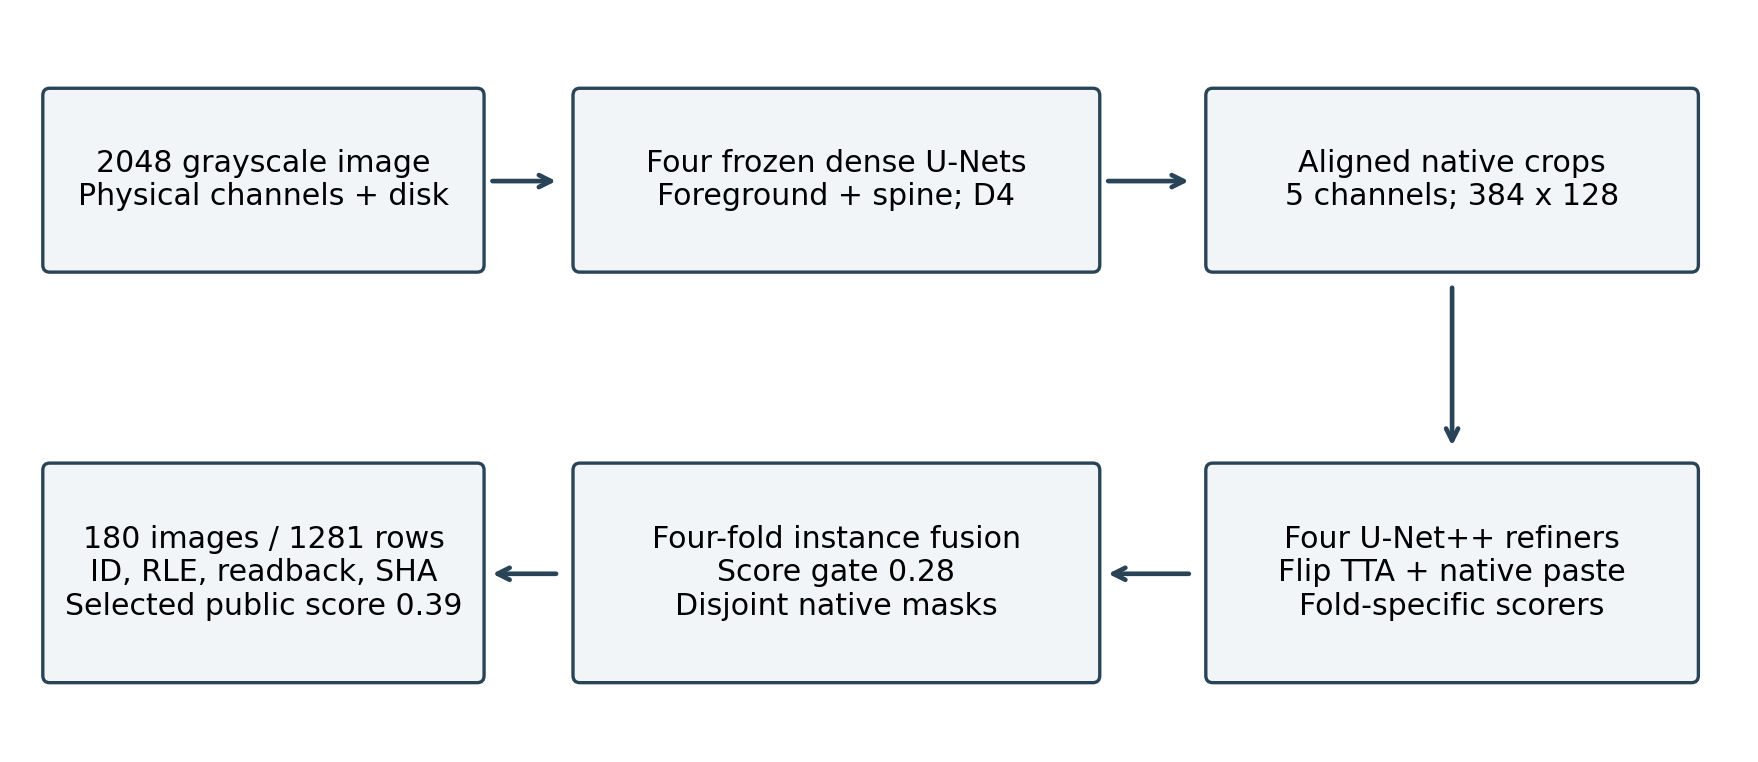 2048 grayscale image
Physical channels + disk
Four frozen dense U-Nets
Foreground + spine; D4
Aligned native crops
5 channels; 384 x 128
Four U-Net++ refiners
Flip TTA + native paste
Fold-specific scorers
Four-fold instance fusion
Score gate 0.28
Disjoint native masks
180 images / 1281 rows
ID, RLE, readback, SHA
Selected public score 0.39